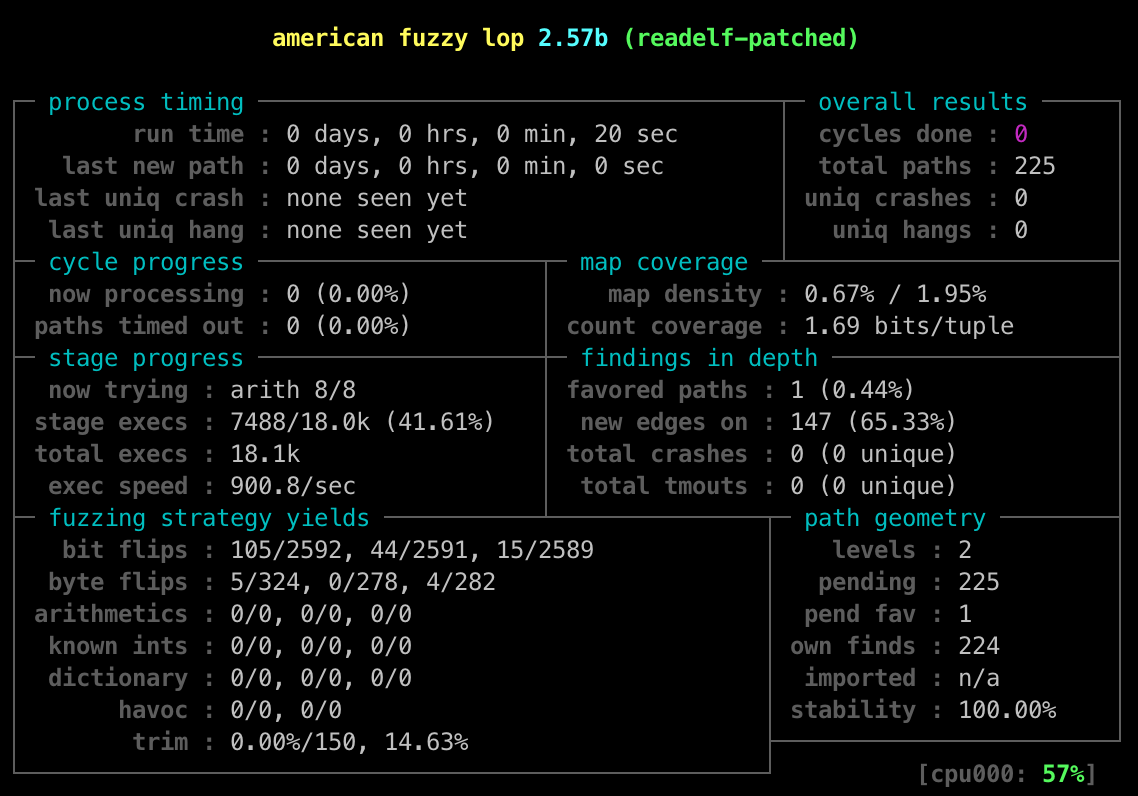 american fuzzy lop 2.57b (readelf-patched)
process timing
run time : 0 days, 0 hrs, 0 min, 20 sec
last new path : 0 days, 0 hrs, 0 min, 0 sec
last uniq crash : none seen yet
last uniq hang : none seen yet
overall results
cycles done : 0
total paths : 225
uniq crashes : 0
uniq hangs : 0
cycle progress
now processing : 0 (0.00%)
paths timed out : 0 (0.00%)
map coverage
map density : 0.67% / 1.95%
count coverage : 1.69 bits/tuple
stage progress
now trying : arith 8/8
stage execs : 7488/18.0k (41.61%)
total execs : 18.1k
exec speed : 900.8/sec
findings in depth
favored paths : 1 (0.44%)
new edges on : 147 (65.33%)
total crashes : 0 (0 unique)
total tmouts : 0 (0 unique)
fuzzing strategy yields
bit flips : 105/2592, 44/2591, 15/2589
byte flips : 5/324, 0/278, 4/282
arithmetics : 0/0, 0/0, 0/0
known ints : 0/0, 0/0, 0/0
dictionary : 0/0, 0/0, 0/0
havoc : 0/0, 0/0
trim : 0.00%/150, 14.63%
path geometry
levels : 2
pending : 225
pend fav : 1
own finds : 224
imported : n/a
stability : 100.00%
[cpu000: 57%]